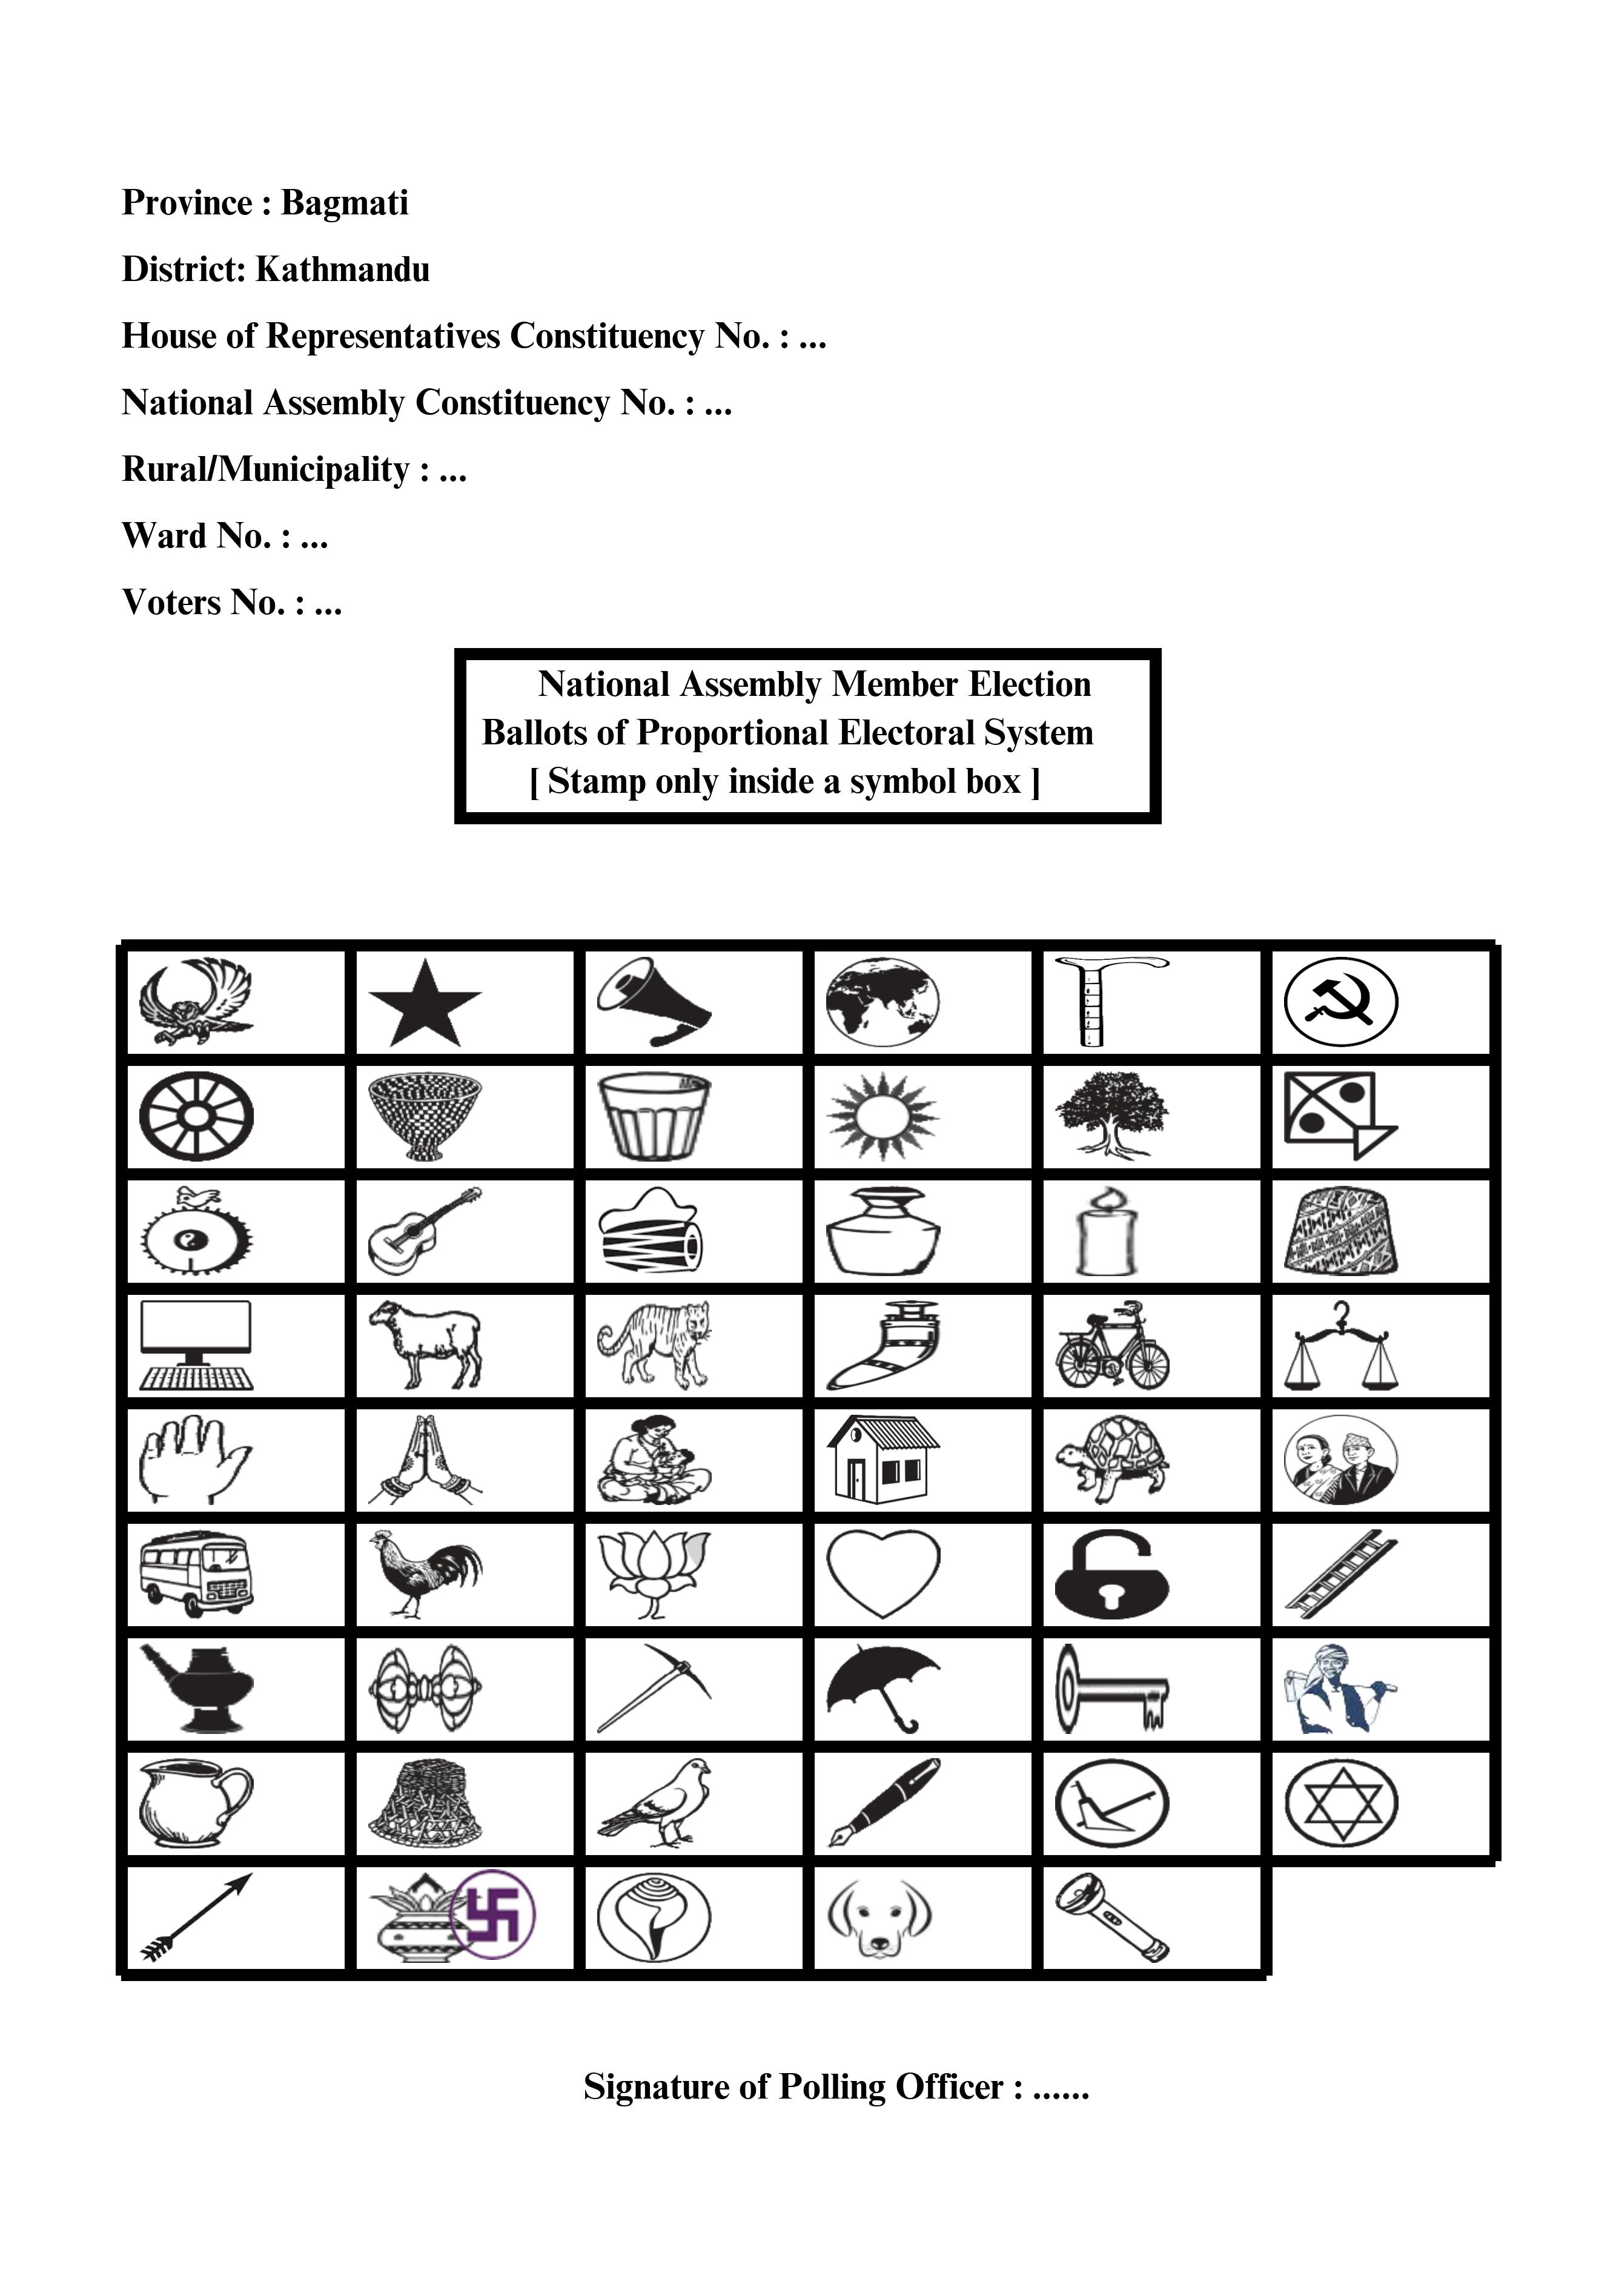 Province : Bagmati
District: Kathmandu
House of Representatives Constituency No. : ...
National Assembly Constituency No. : ...
Rural/Municipality : ...
Ward No. : ...
Voters No. : ...
National Assembly Member Election
Ballots of Proportional Electoral System
[ Stamp only inside a symbol box ]
Signature of Polling Officer : ......